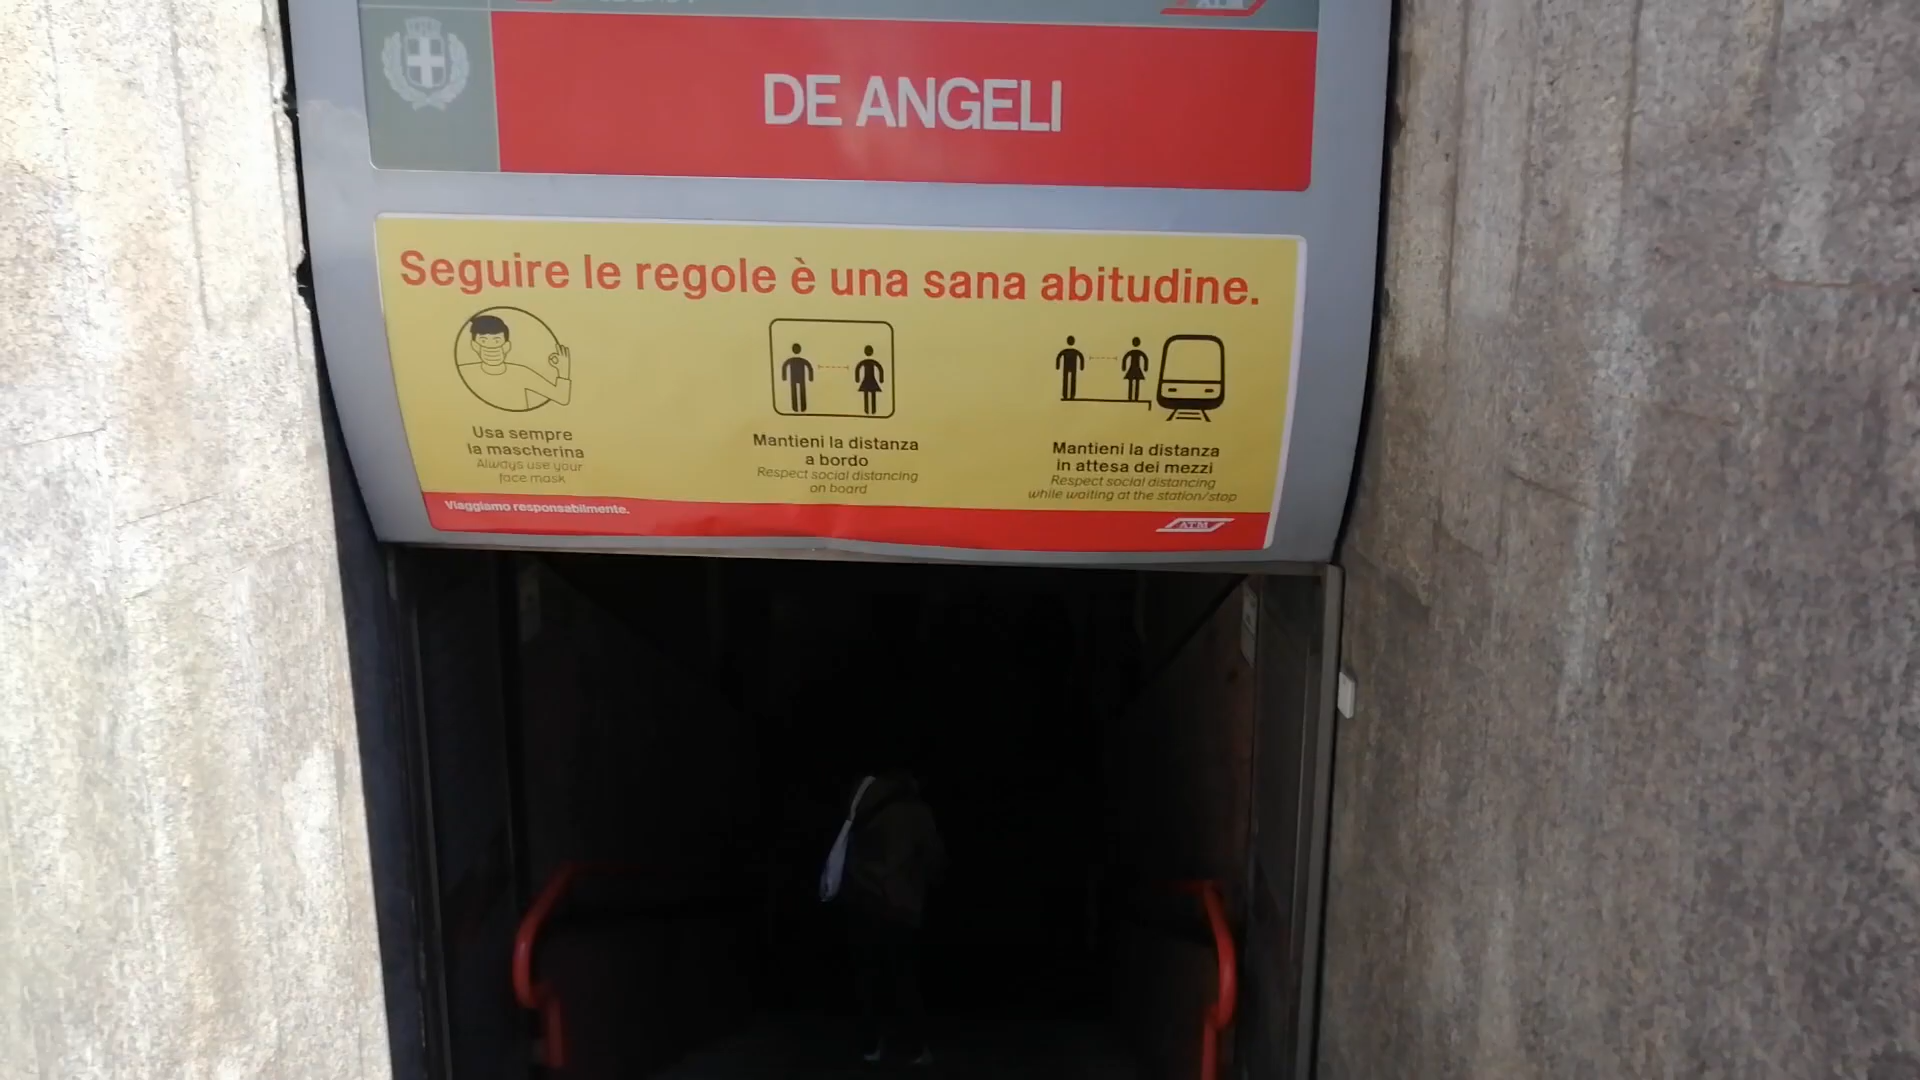 DE ANGELI
Seguire le regole è una sana abitudine.
Usa sempre
la mascherina
Always use your
face mask
Mantieni la distanza
a bordo
Respect social distancing
on board
Mantieni la distanza
in attesa dei mezzi
Respect social distancing
while waiting at the station/stop
Viaggiamo responsabilmente.
ATM